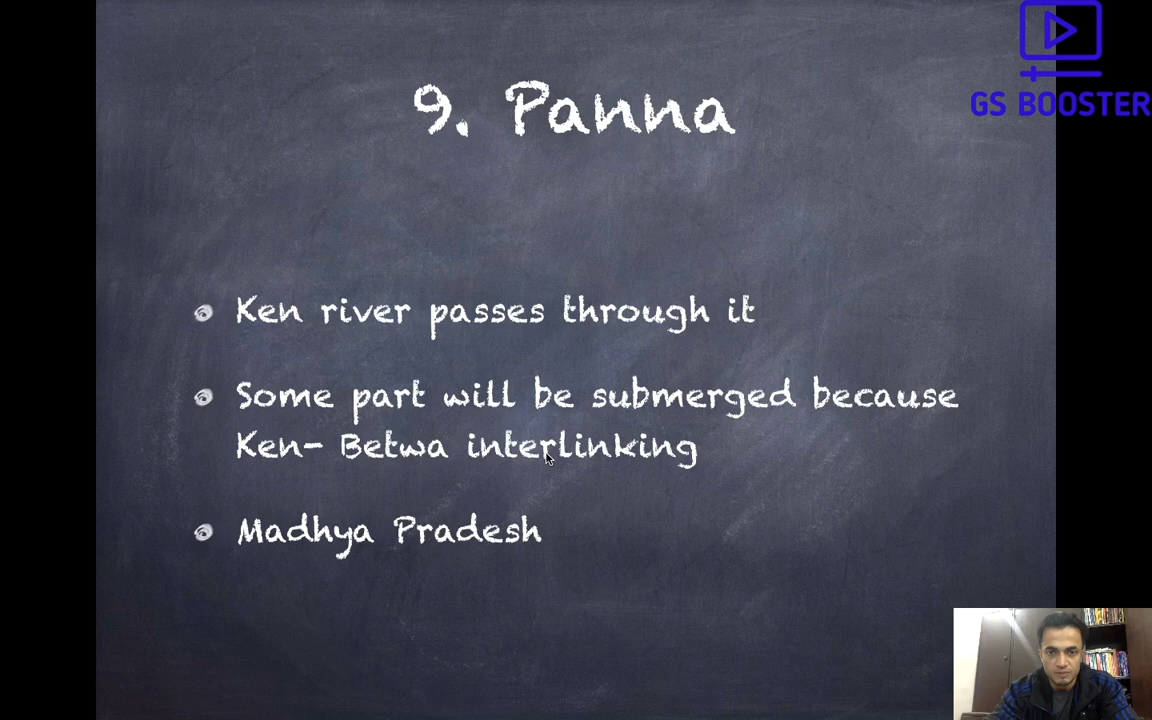 GS BOOSTER
9. Panna
Ken river passes through it
Some part will be submerged because
Ken- Betwa interlinking
Madhya Pradesh